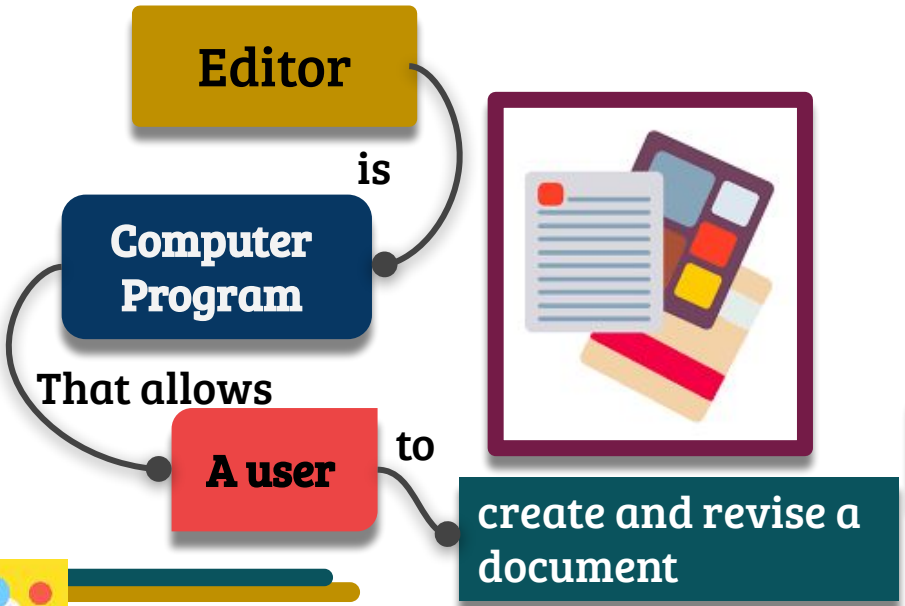 Editor
is
Computer
Program
That allows
A user
to
create and revise a
document